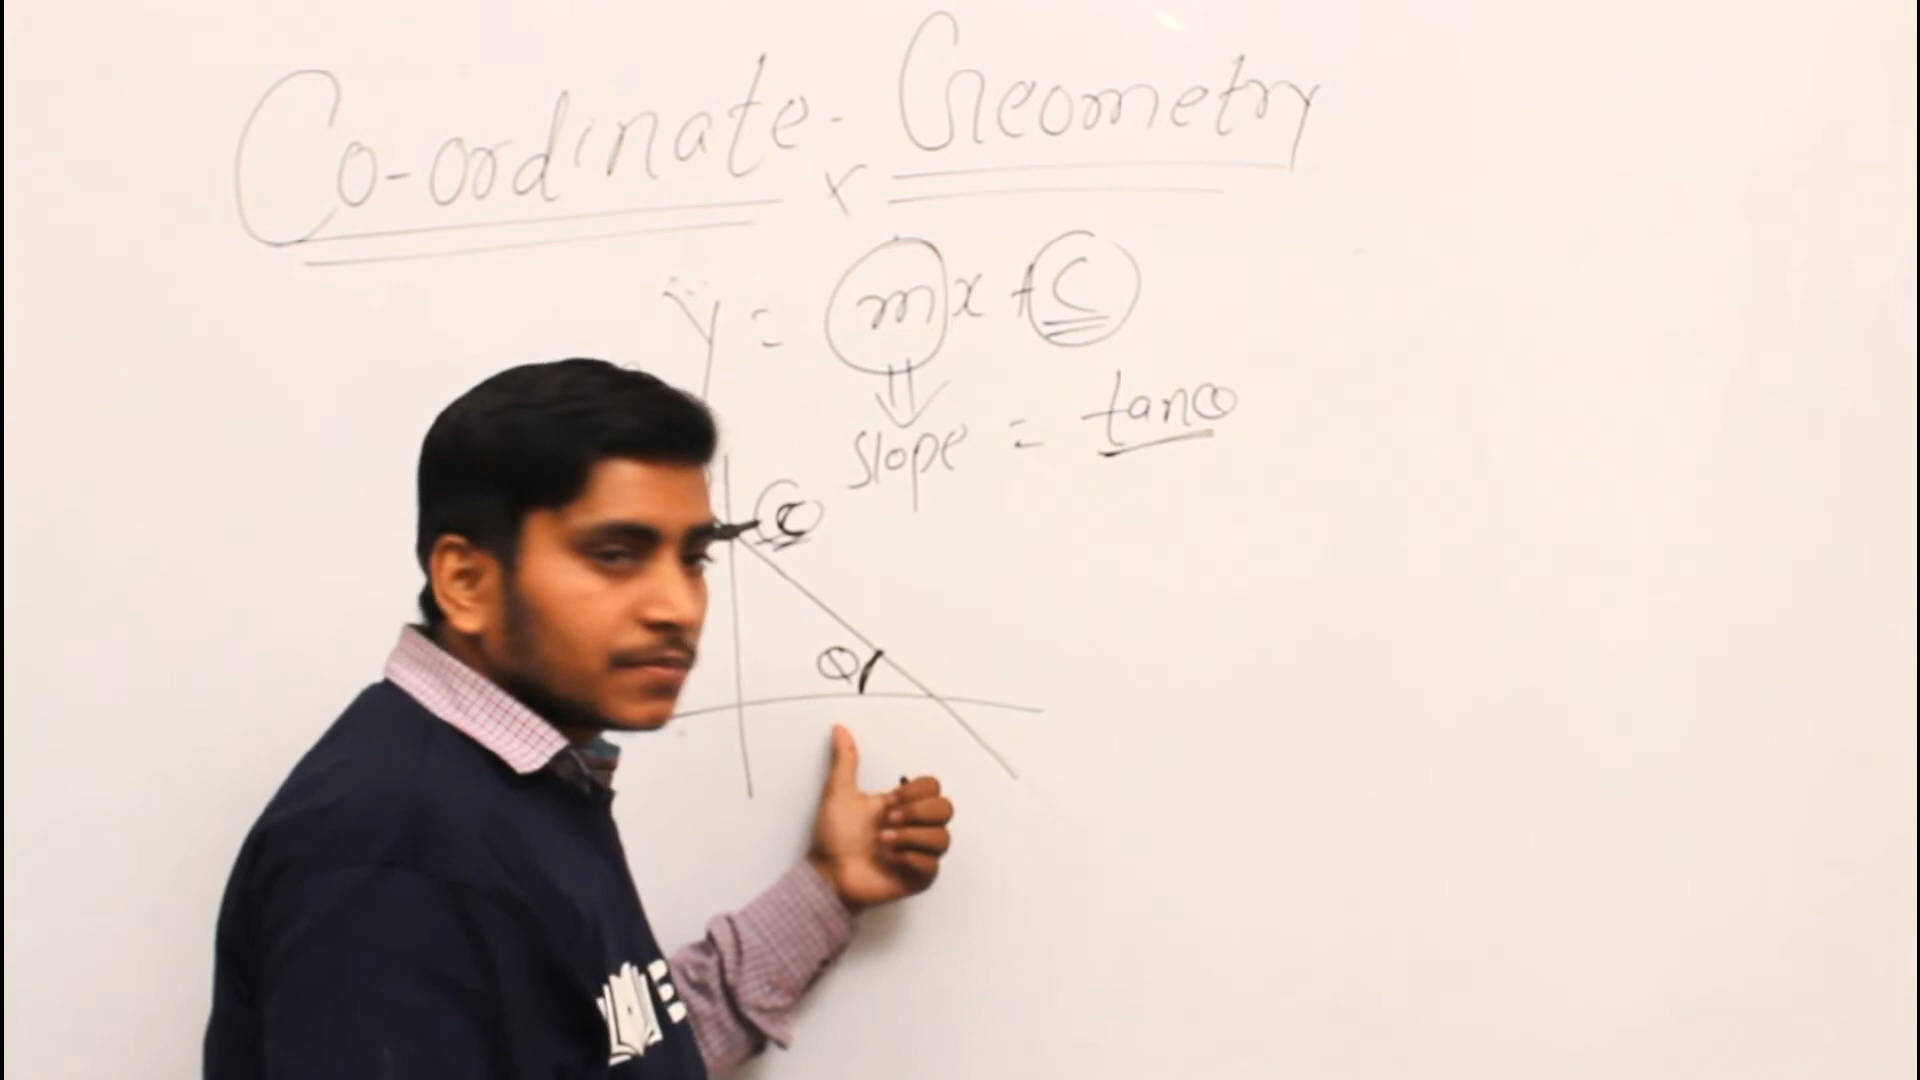 Co-ordinate Geometry
Y = mx + c
slope = tanθ
c
θ